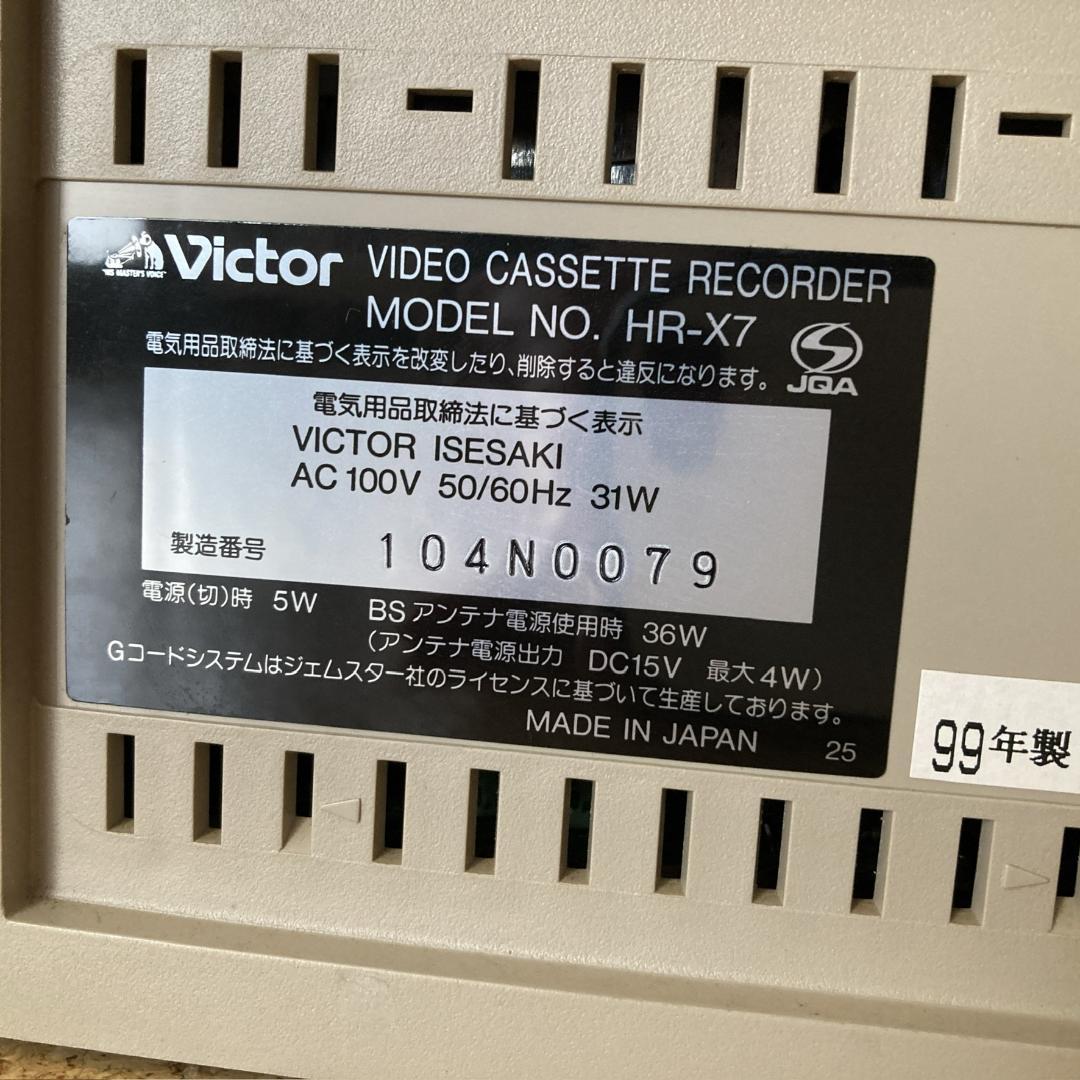 "HIS MASTER'S VOICE"
Victor VIDEO CASSETTE RECORDER
MODEL NO. HR-X7
電気用品取締法に基づく表示を改変したり、削除すると違反になります。
JQA
電気用品取締法に基づく表示
VICTOR ISESAKI
AC 100V 50/60Hz 31W
製造番号 104N0079
電源(切)時 5W BSアンテナ電源使用時 36W
(アンテナ電源出力 DC15V 最大4W)
Gコードシステムはジェムスター社のライセンスに基づいて生産しております。
MADE IN JAPAN 25
99年製